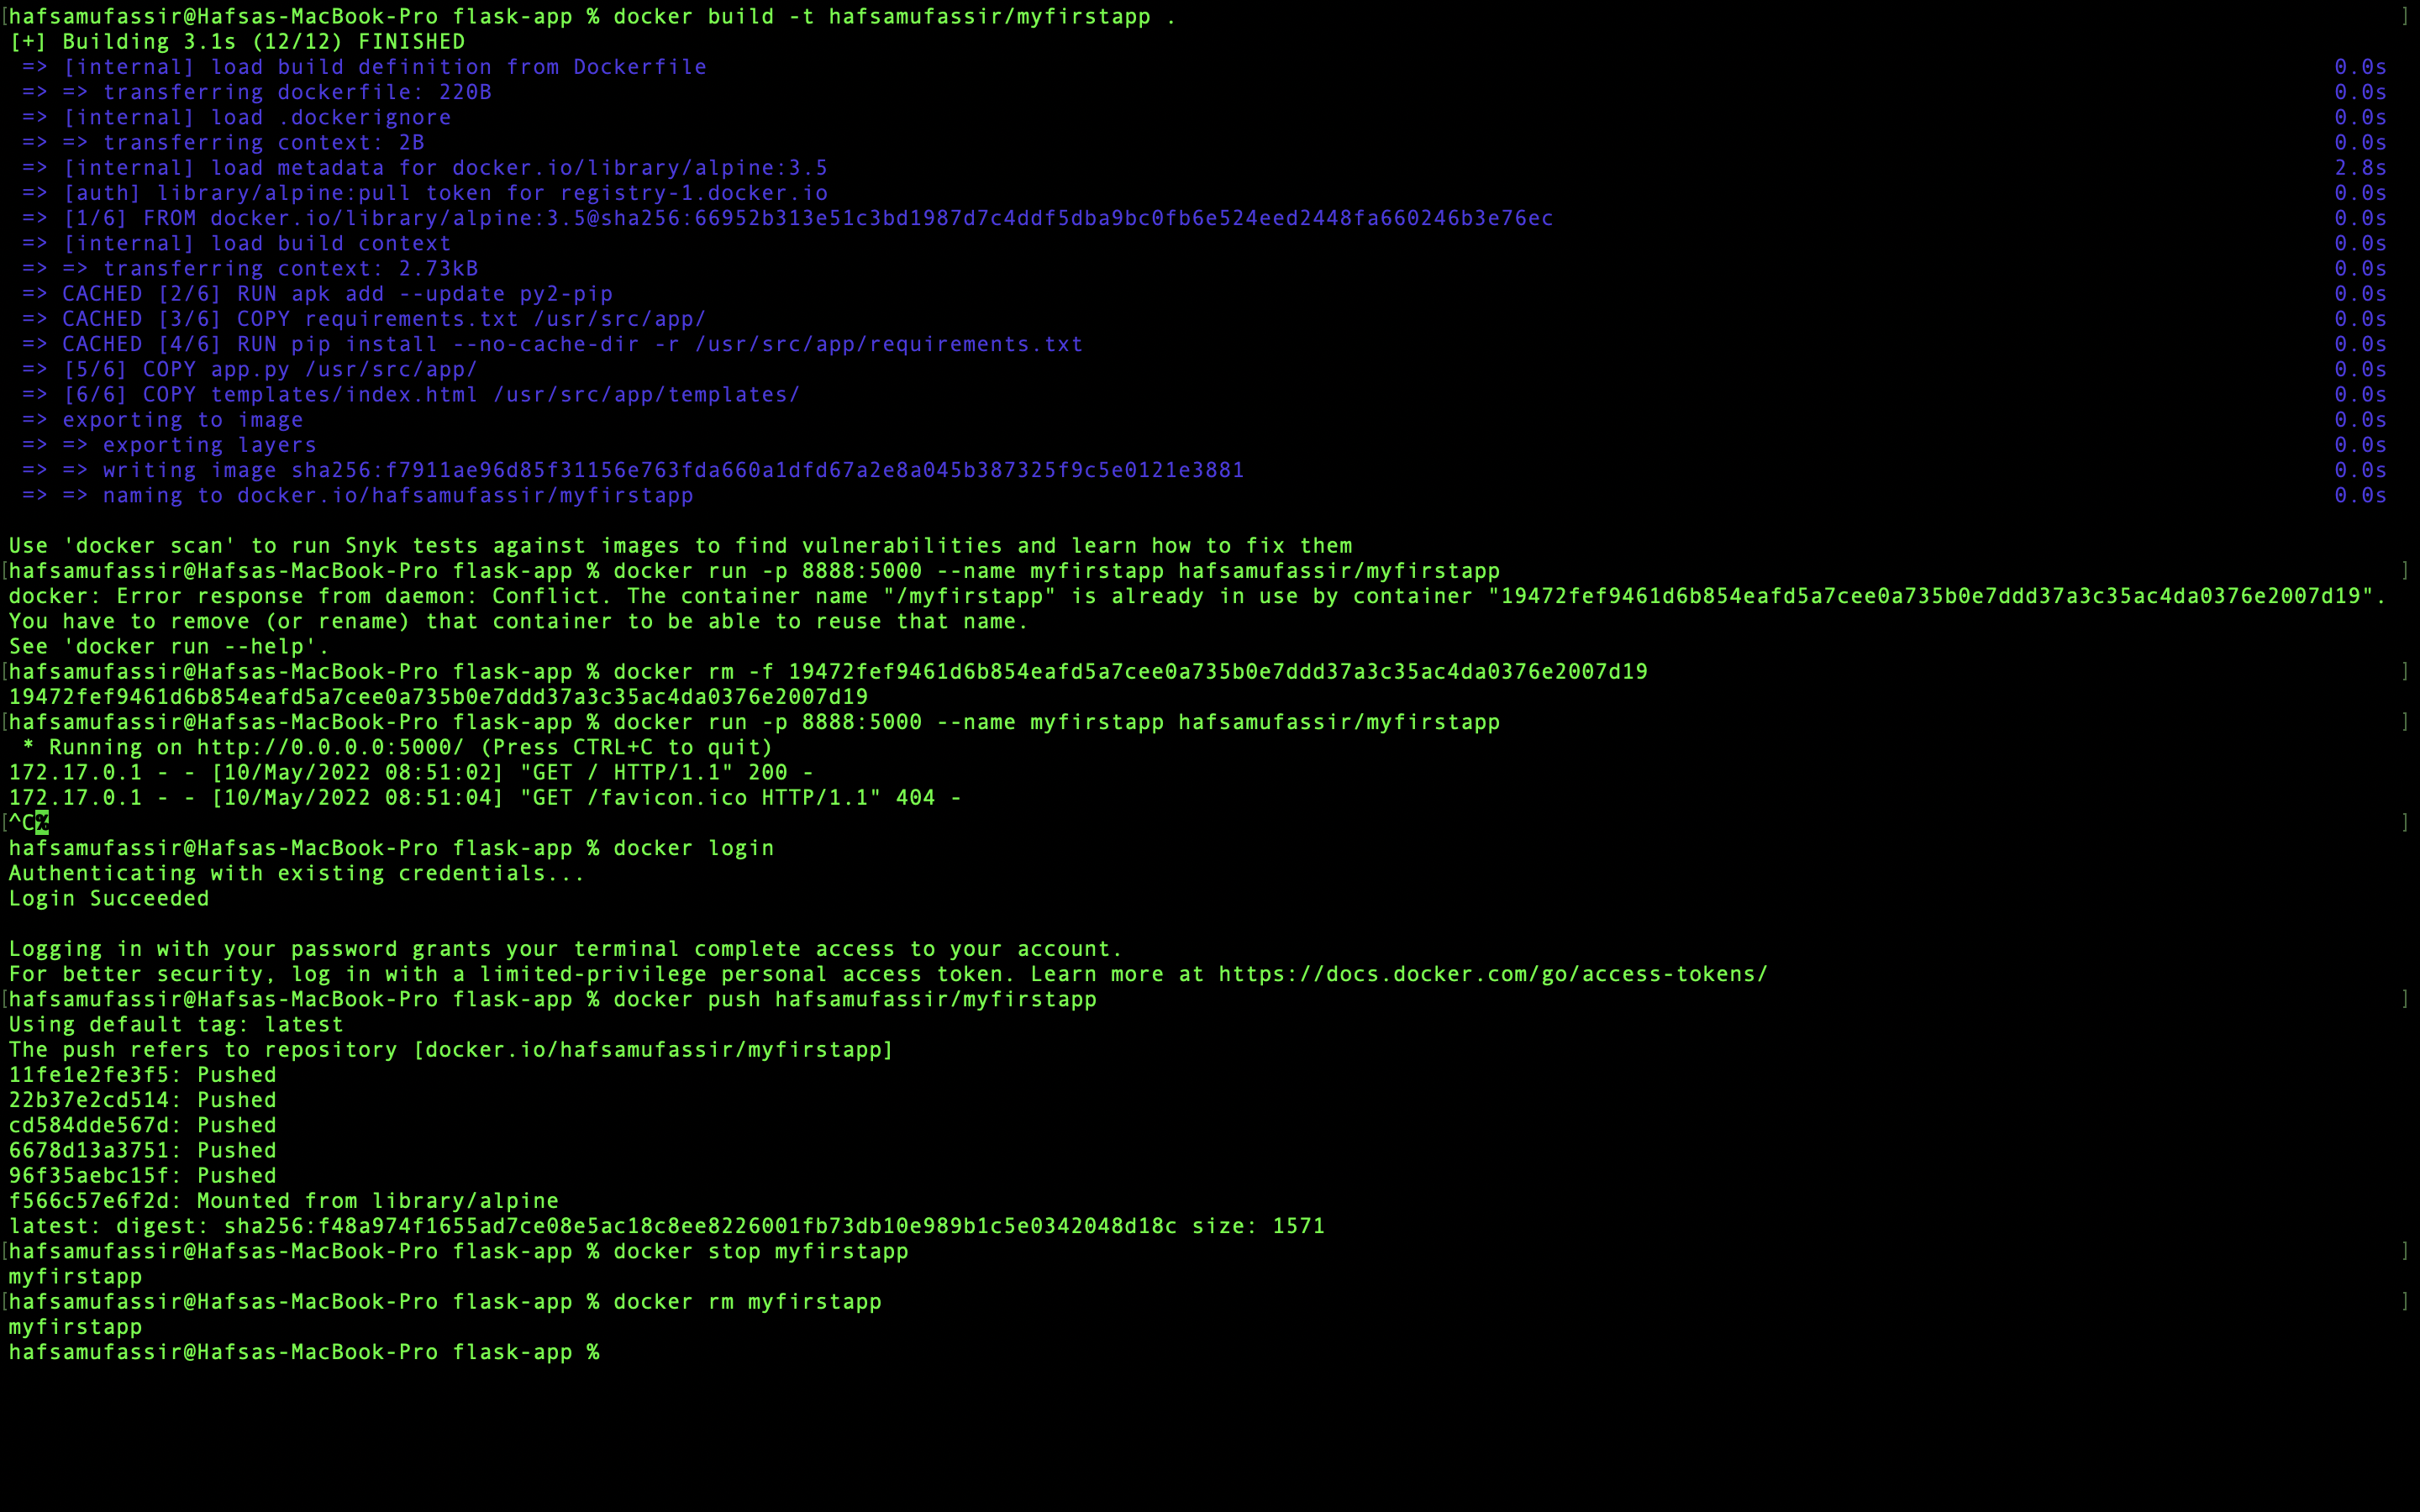 [hafsamufassir@Hafsas-MacBook-Pro flask-app % docker build -t hafsamufassir/myfirstapp . ]
[+] Building 3.1s (12/12) FINISHED
=> [internal] load build definition from Dockerfile 0.0s
=> => transferring dockerfile: 220B 0.0s
=> [internal] load .dockerignore 0.0s
=> => transferring context: 2B 0.0s
=> [internal] load metadata for docker.io/library/alpine:3.5 2.8s
=> [auth] library/alpine:pull token for registry-1.docker.io 0.0s
=> [1/6] FROM docker.io/library/alpine:3.5@sha256:66952b313e51c3bd1987d7c4ddf5dba9bc0fb6e524eed2448fa660246b3e76ec 0.0s
=> [internal] load build context 0.0s
=> => transferring context: 2.73kB 0.0s
=> CACHED [2/6] RUN apk add --update py2-pip 0.0s
=> CACHED [3/6] COPY requirements.txt /usr/src/app/ 0.0s
=> CACHED [4/6] RUN pip install --no-cache-dir -r /usr/src/app/requirements.txt 0.0s
=> [5/6] COPY app.py /usr/src/app/ 0.0s
=> [6/6] COPY templates/index.html /usr/src/app/templates/ 0.0s
=> exporting to image 0.0s
=> => exporting layers 0.0s
=> => writing image sha256:f7911ae96d85f31156e763fda660a1dfd67a2e8a045b387325f9c5e0121e3881 0.0s
=> => naming to docker.io/hafsamufassir/myfirstapp 0.0s
Use 'docker scan' to run Snyk tests against images to find vulnerabilities and learn how to fix them
[hafsamufassir@Hafsas-MacBook-Pro flask-app % docker run -p 8888:5000 --name myfirstapp hafsamufassir/myfirstapp ]
docker: Error response from daemon: Conflict. The container name "/myfirstapp" is already in use by container "19472fef9461d6b854eafd5a7cee0a735b0e7ddd37a3c35ac4da0376e2007d19".
You have to remove (or rename) that container to be able to reuse that name.
See 'docker run --help'.
[hafsamufassir@Hafsas-MacBook-Pro flask-app % docker rm -f 19472fef9461d6b854eafd5a7cee0a735b0e7ddd37a3c35ac4da0376e2007d19 ]
19472fef9461d6b854eafd5a7cee0a735b0e7ddd37a3c35ac4da0376e2007d19
[hafsamufassir@Hafsas-MacBook-Pro flask-app % docker run -p 8888:5000 --name myfirstapp hafsamufassir/myfirstapp ]
* Running on http://0.0.0.0:5000/ (Press CTRL+C to quit)
172.17.0.1 - - [10/May/2022 08:51:02] "GET / HTTP/1.1" 200 -
172.17.0.1 - - [10/May/2022 08:51:04] "GET /favicon.ico HTTP/1.1" 404 -
[^C% ]
hafsamufassir@Hafsas-MacBook-Pro flask-app % docker login
Authenticating with existing credentials...
Login Succeeded
Logging in with your password grants your terminal complete access to your account.
For better security, log in with a limited-privilege personal access token. Learn more at https://docs.docker.com/go/access-tokens/
[hafsamufassir@Hafsas-MacBook-Pro flask-app % docker push hafsamufassir/myfirstapp ]
Using default tag: latest
The push refers to repository [docker.io/hafsamufassir/myfirstapp]
11fe1e2fe3f5: Pushed
22b37e2cd514: Pushed
cd584dde567d: Pushed
6678d13a3751: Pushed
96f35aebc15f: Pushed
f566c57e6f2d: Mounted from library/alpine
latest: digest: sha256:f48a974f1655ad7ce08e5ac18c8ee8226001fb73db10e989b1c5e0342048d18c size: 1571
[hafsamufassir@Hafsas-MacBook-Pro flask-app % docker stop myfirstapp ]
myfirstapp
[hafsamufassir@Hafsas-MacBook-Pro flask-app % docker rm myfirstapp ]
myfirstapp
hafsamufassir@Hafsas-MacBook-Pro flask-app %